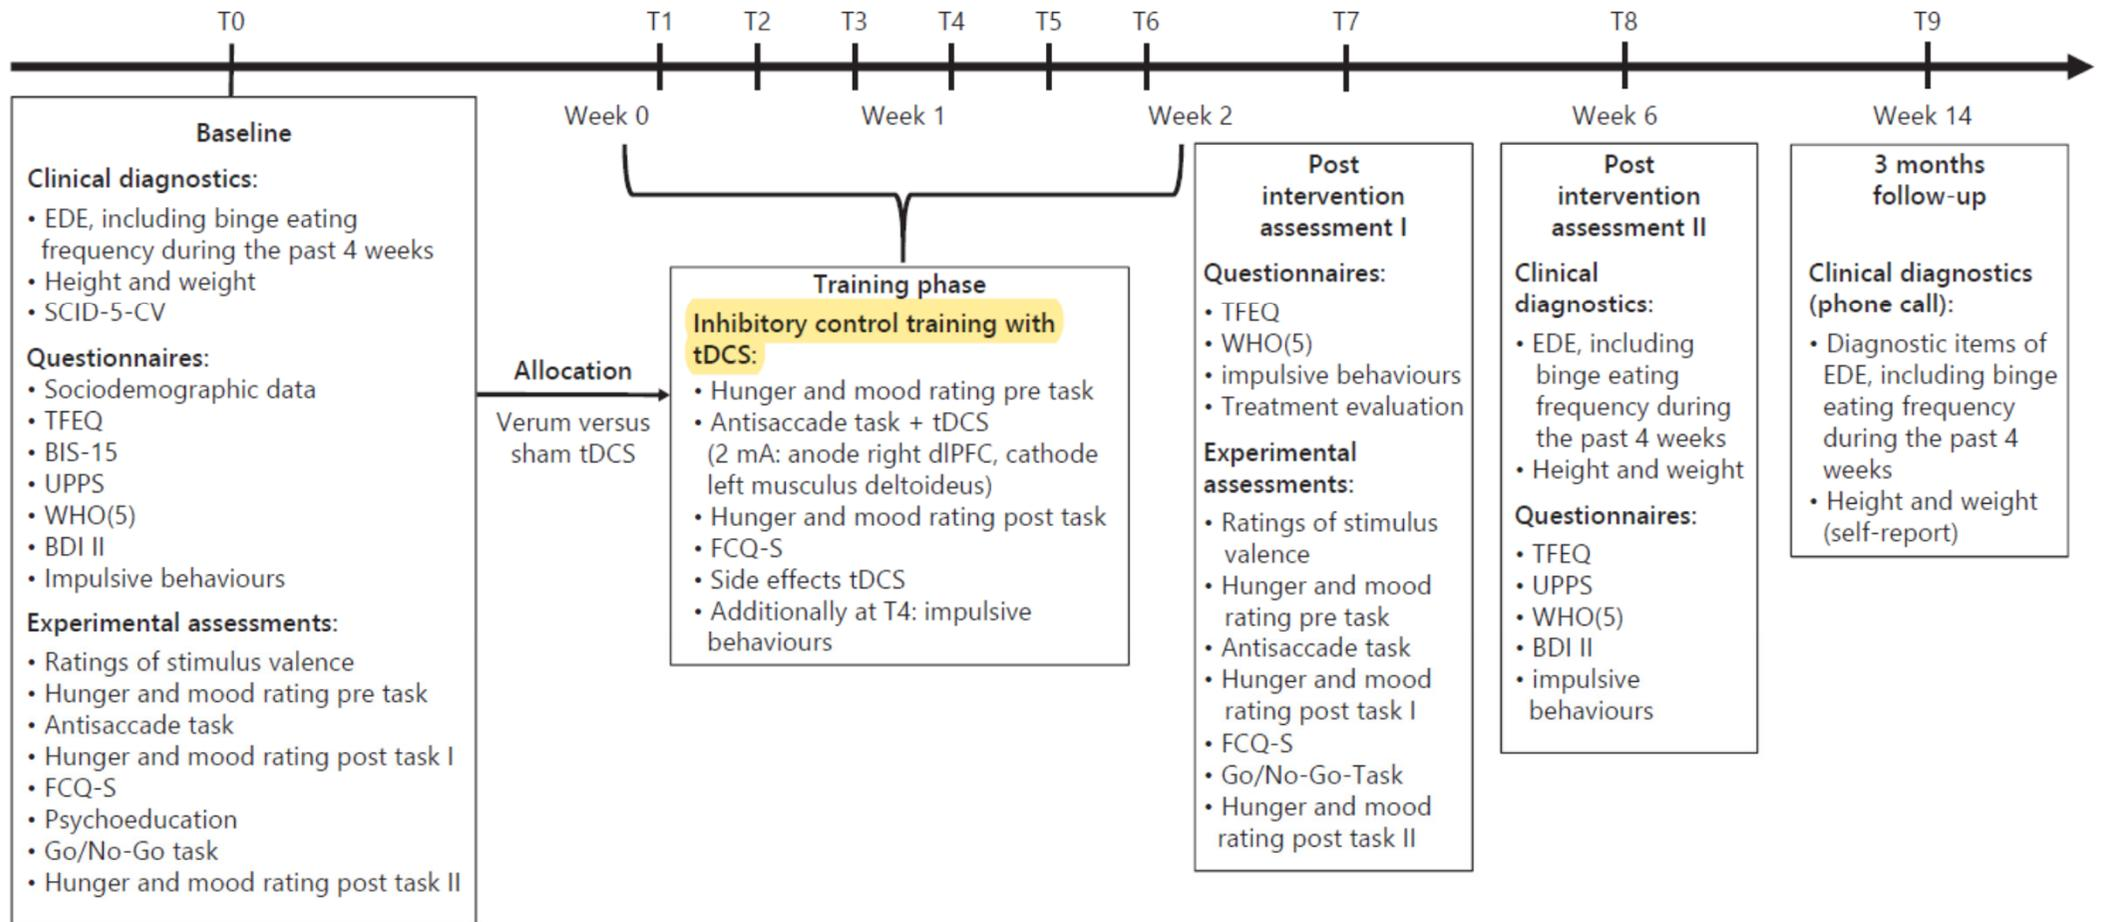 T0
T1
T2
T3
T4
T5
T6
T7
T8
T9
Week 0
Week 1
Week 2
Week 6
Week 14
Baseline
Clinical diagnostics:
• EDE, including binge eating
frequency during the past 4 weeks
• Height and weight
• SCID-5-CV
Questionnaires:
• Sociodemographic data
• TFEQ
• BIS-15
• UPPS
• WHO(5)
• BDI II
• Impulsive behaviours
Experimental assessments:
• Ratings of stimulus valence
• Hunger and mood rating pre task
• Antisaccade task
• Hunger and mood rating post task I
• FCQ-S
• Psychoeducation
• Go/No-Go task
• Hunger and mood rating post task II
Allocation
Verum versus
sham tDCS
Training phase
Inhibitory control training with
tDCS:
• Hunger and mood rating pre task
• Antisaccade task + tDCS
(2 mA: anode right dlPFC, cathode
left musculus deltoideus)
• Hunger and mood rating post task
• FCQ-S
• Side effects tDCS
• Additionally at T4: impulsive
behaviours
Post
intervention
assessment I
Questionnaires:
• TFEQ
• WHO(5)
• impulsive behaviours
• Treatment evaluation
Experimental
assessments:
• Ratings of stimulus
valence
• Hunger and mood
rating pre task
• Antisaccade task
• Hunger and mood
rating post task I
• FCQ-S
• Go/No-Go-Task
• Hunger and mood
rating post task II
Post
intervention
assessment II
Clinical
diagnostics:
• EDE, including
binge eating
frequency during
the past 4 weeks
• Height and weight
Questionnaires:
• TFEQ
• UPPS
• WHO(5)
• BDI II
• impulsive
behaviours
3 months
follow-up
Clinical diagnostics
(phone call):
• Diagnostic items of
EDE, including binge
eating frequency
during the past 4
weeks
• Height and weight
(self-report)